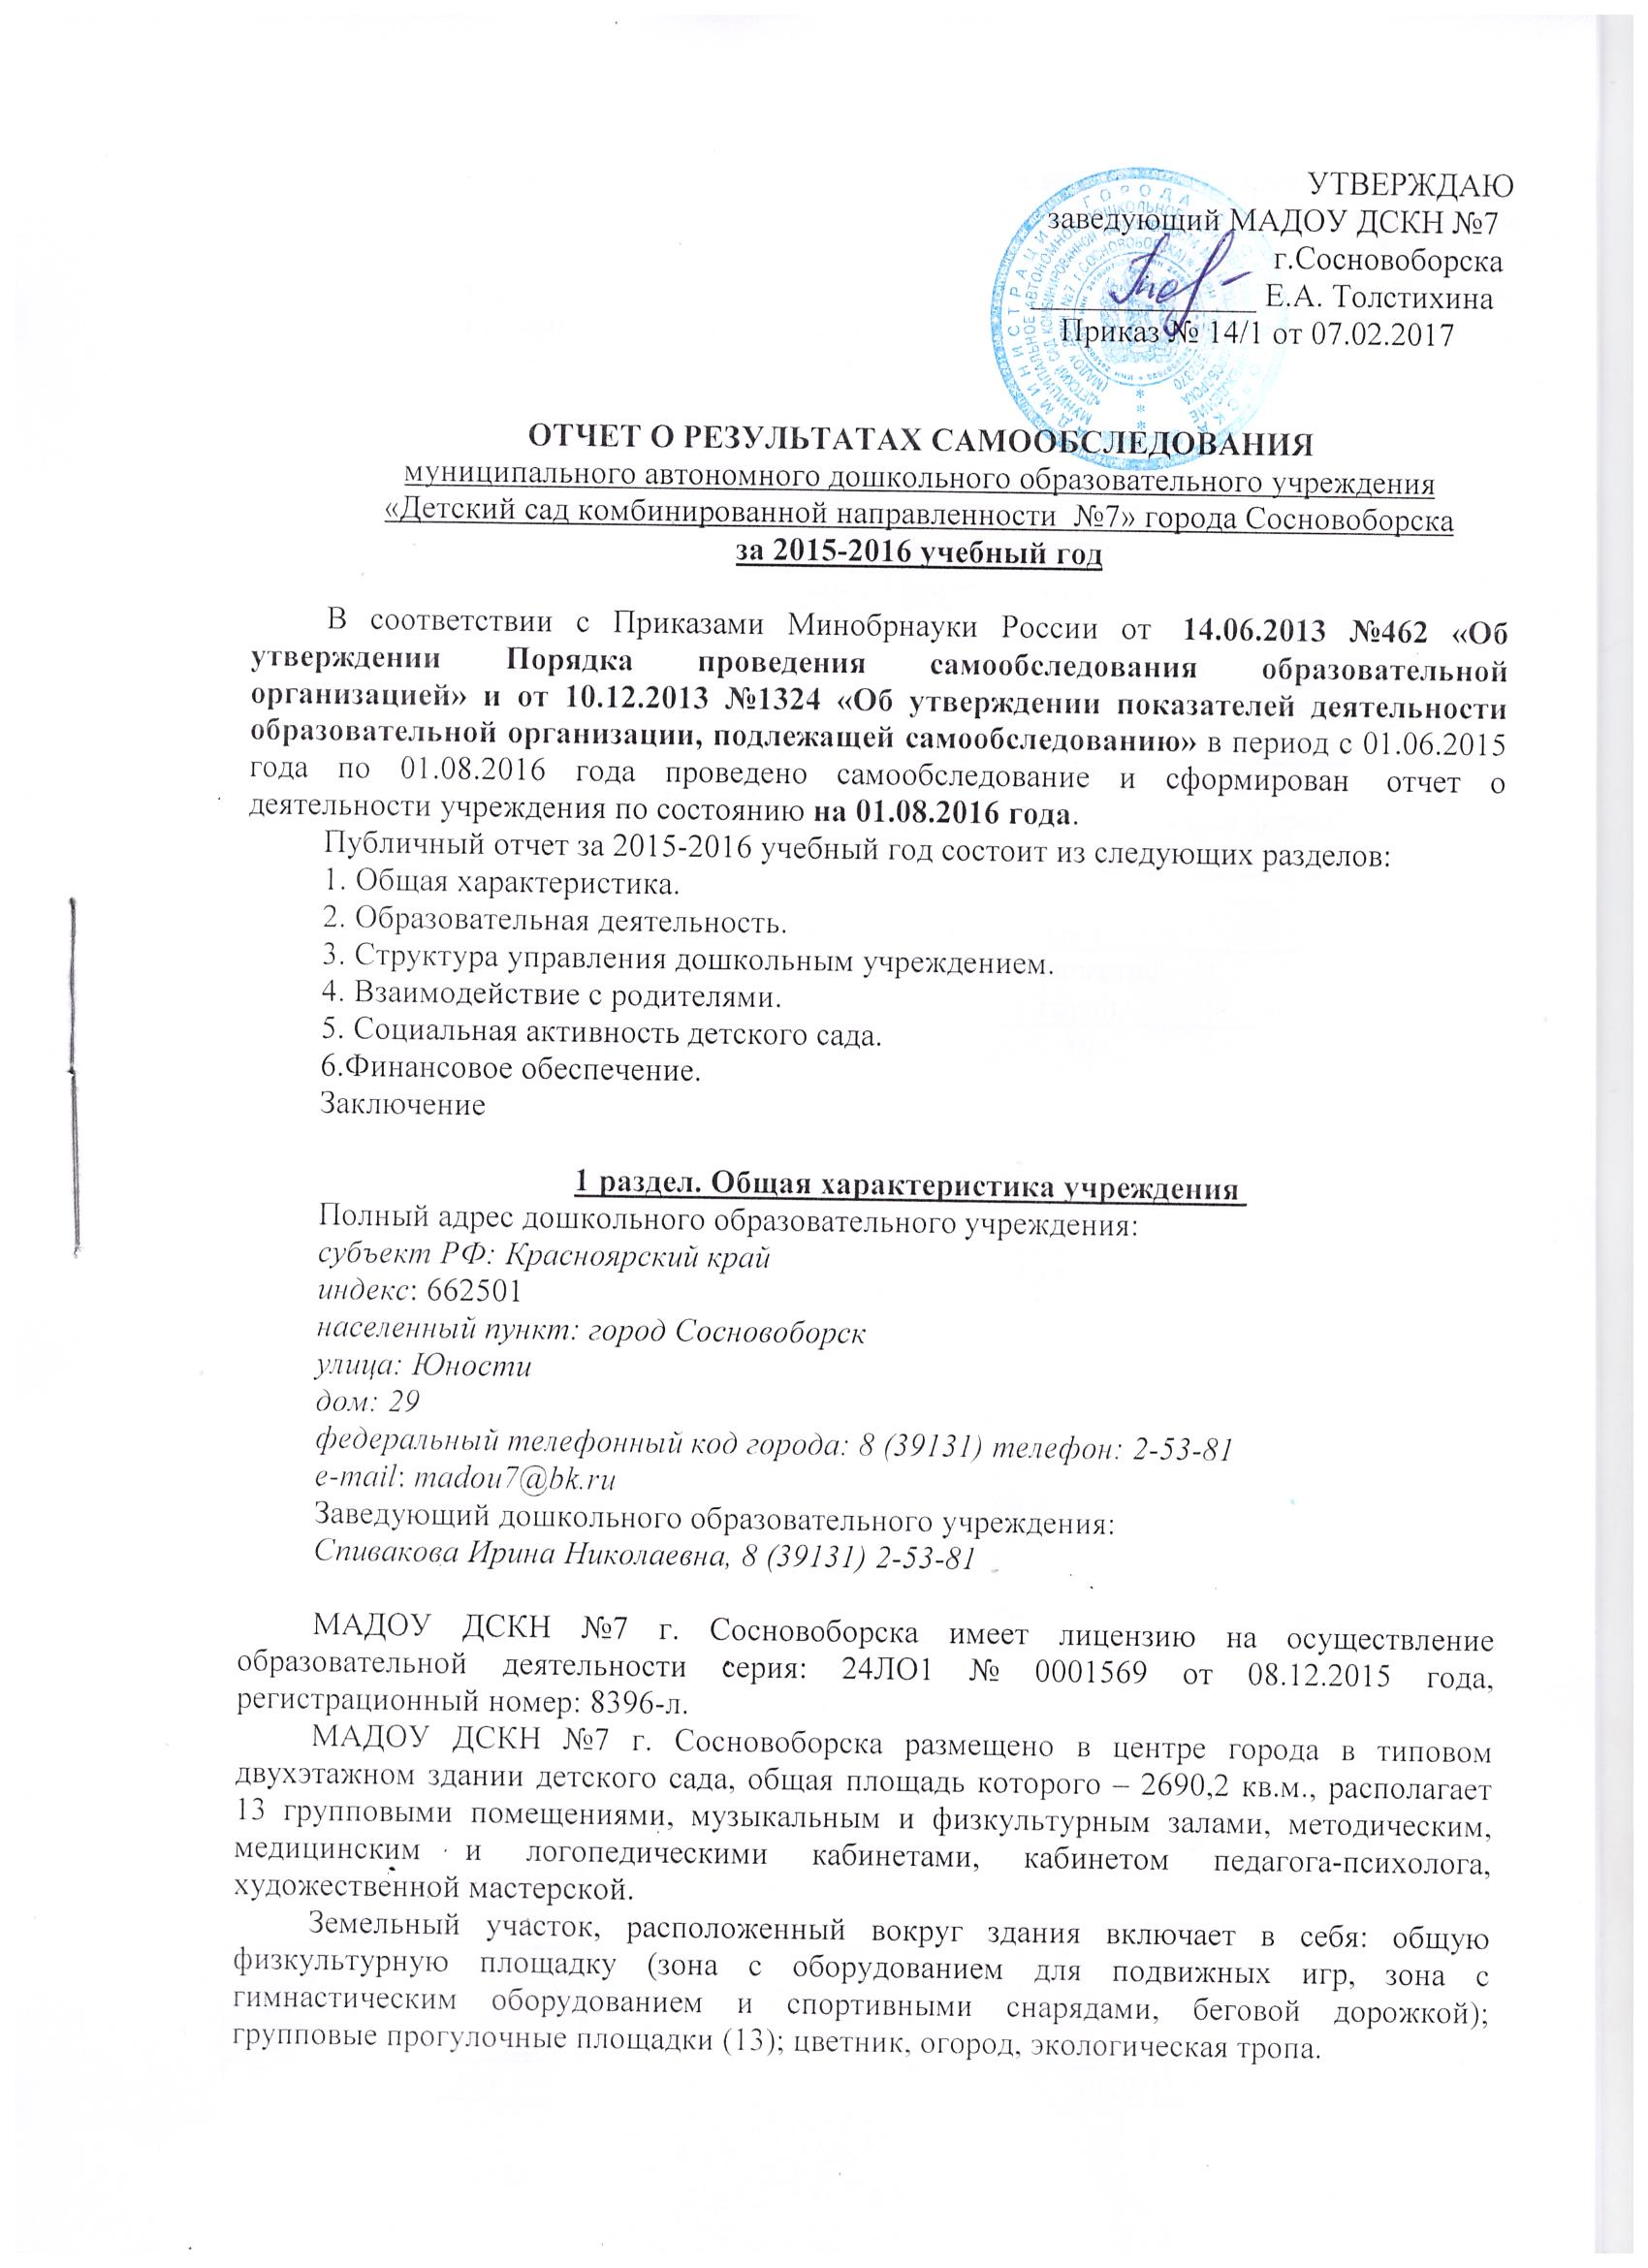 УТВЕРЖДАЮ
заведующий МАДОУ ДСКН №7
г.Сосновоборска
Е.А. Толстихина
Приказ № 14/1 от 07.02.2017
ОТЧЕТ О РЕЗУЛЬТАТАХ САМООБСЛЕДОВАНИЯ
муниципального автономного дошкольного образовательного учреждения
«Детский сад комбинированной направленности №7» города Сосновоборска
за 2015-2016 учебный год
В соответствии с Приказами Минобрнауки России от 14.06.2013 №462 «Об
утверждении Порядка проведения самообследования образовательной
организацией» и от 10.12.2013 №1324 «Об утверждении показателей деятельности
образовательной организации, подлежащей самообследованию» в период с 01.06.2015
года по 01.08.2016 года проведено самообследование и сформирован отчет о
деятельности учреждения по состоянию на 01.08.2016 года.
Публичный отчет за 2015-2016 учебный год состоит из следующих разделов:
1. Общая характеристика.
2. Образовательная деятельность.
3. Структура управления дошкольным учреждением.
4. Взаимодействие с родителями.
5. Социальная активность детского сада.
6.Финансовое обеспечение.
Заключение
1 раздел. Общая характеристика учреждения
Полный адрес дошкольного образовательного учреждения:
субъект РФ: Красноярский край
индекс: 662501
населенный пункт: город Сосновоборск
улица: Юности
дом: 29
федеральный телефонный код города: 8 (39131) телефон: 2-53-81
e-mail: madou7@bk.ru
Заведующий дошкольного образовательного учреждения:
Спивакова Ирина Николаевна, 8 (39131) 2-53-81
МАДОУ ДСКН №7 г. Сосновоборска имеет лицензию на осуществление
образовательной деятельности серия: 24ЛО1 № 0001569 от 08.12.2015 года,
регистрационный номер: 8396-л.
МАДОУ ДСКН №7 г. Сосновоборска размещено в центре города в типовом
двухэтажном здании детского сада, общая площадь которого – 2690,2 кв.м., располагает
13 групповыми помещениями, музыкальным и физкультурным залами, методическим,
медицинским и логопедическими кабинетами, кабинетом педагога-психолога,
художественной мастерской.
Земельный участок, расположенный вокруг здания включает в себя: общую
физкультурную площадку (зона с оборудованием для подвижных игр, зона с
гимнастическим оборудованием и спортивными снарядами, беговой дорожкой);
групповые прогулочные площадки (13); цветник, огород, экологическая тропа.